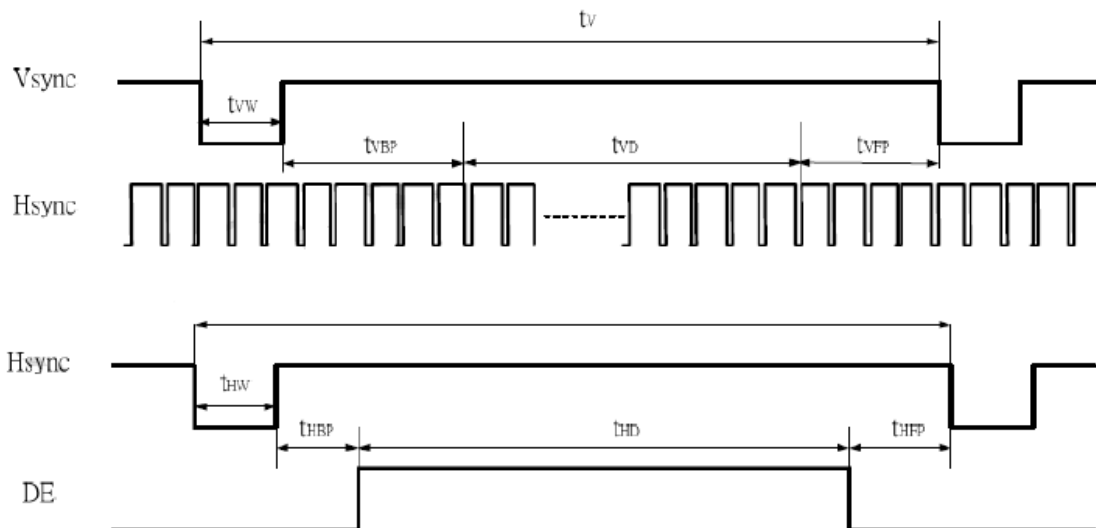 tV
Vsync
tVW
tVBP
tVD
tVFP
Hsync
Hsync
tHW
tHBP
tHD
tHFP
DE